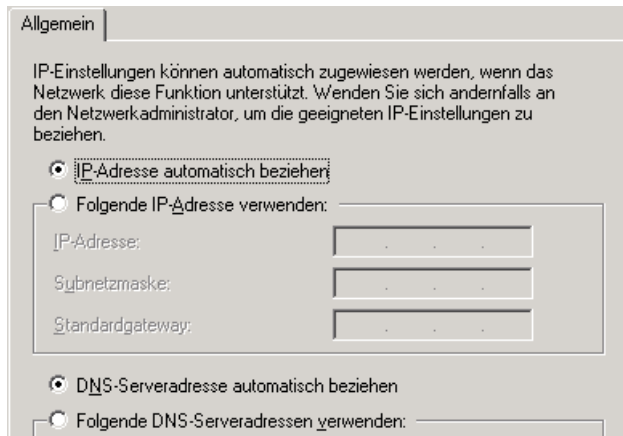 Allgemein
IP-Einstellungen können automatisch zugewiesen werden, wenn das
Netzwerk diese Funktion unterstützt. Wenden Sie sich andernfalls an
den Netzwerkadministrator, um die geeigneten IP-Einstellungen zu
beziehen.
IP-Adresse automatisch beziehen
Folgende IP-Adresse verwenden:
IP-Adresse:
Subnetzmaske:
Standardgateway:
DNS-Serveradresse automatisch beziehen
Folgende DNS-Serveradressen verwenden: